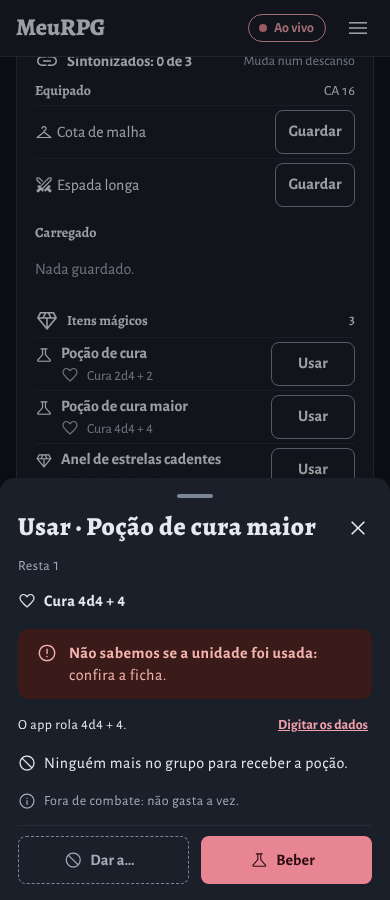 MeuRPG
Ao vivo
Sintonizados: 0 de 3
Muda num descanso
Equipado
CA 16
Cota de malha
Guardar
Espada longa
Guardar
Carregado
Nada guardado.
Itens mágicos
3
Poção de cura
Cura 2d4 + 2
Usar
Poção de cura maior
Cura 4d4 + 4
Usar
Anel de estrelas cadentes
Usar
Usar · Poção de cura maior
Resta 1
Cura 4d4 + 4
Não sabemos se a unidade foi usada:
confira a ficha.
O app rola 4d4 + 4.
Digitar os dados
Ninguém mais no grupo para receber a poção.
Fora de combate: não gasta a vez.
Dar a...
Beber